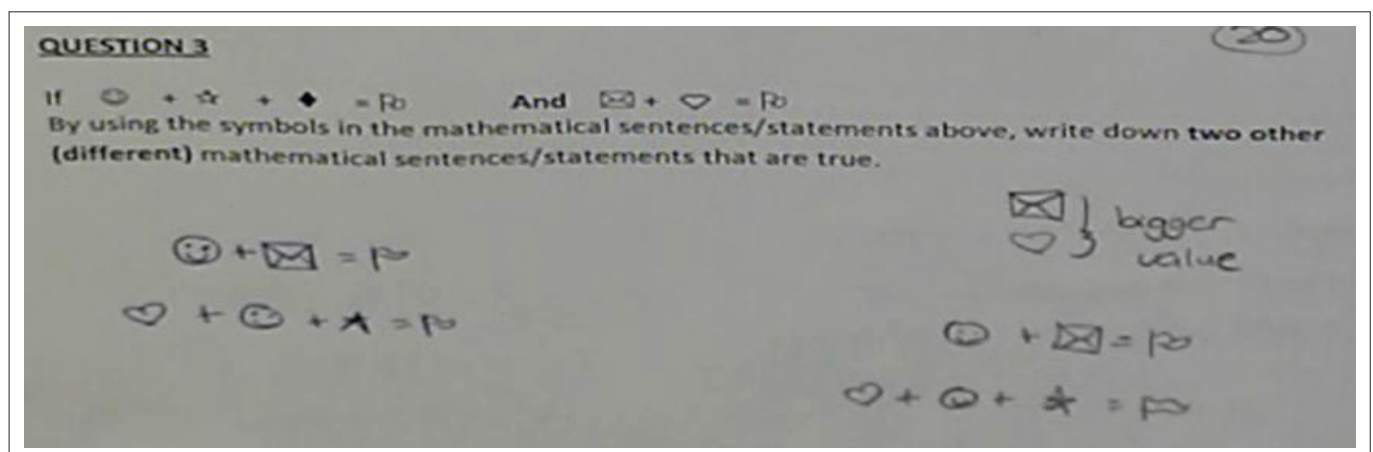 QUESTION 3
20
If ☺ + ☆ + ◆ = ⚐ And ✉ + ♡ = ⚐
By using the symbols in the mathematical sentences/statements above, write down two other
(different) mathematical sentences/statements that are true.
☺ + ✉ = ⚐
♡ + ☺ + ★ = ⚐
✉ } bigger
♡ } value
☺ + ✉ = ⚐
♡ + ☺ + ★ = ⚐